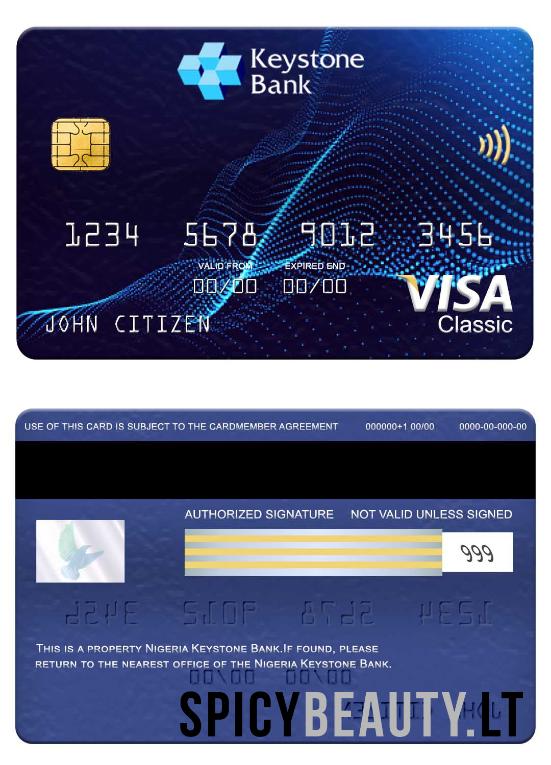 Keystone
Bank
1234 5678 9012 3456
VALID FROM EXPIRED END
00/00 00/00
JOHN CITIZEN
VISA
Classic
USE OF THIS CARD IS SUBJECT TO THE CARDMEMBER AGREEMENT 000000+1 00/00 0000-00-000-00
AUTHORIZED SIGNATURE NOT VALID UNLESS SIGNED
999
THIS IS A PROPERTY NIGERIA KEYSTONE BANK.IF FOUND, PLEASE
RETURN TO THE NEAREST OFFICE OF THE NIGERIA KEYSTONE BANK.
SPICYBEAUTY.LT